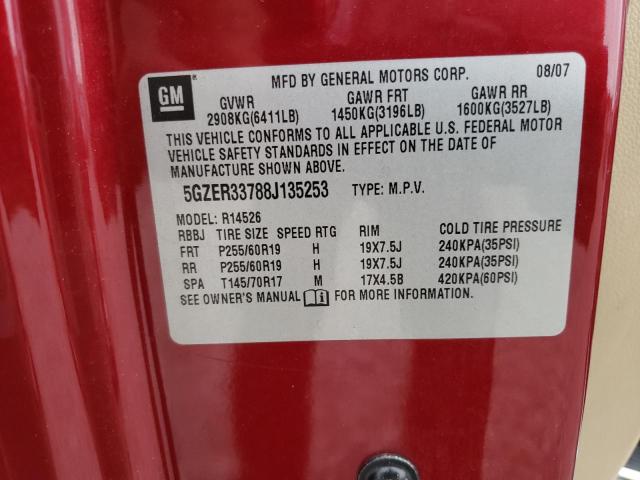 GM
MFD BY GENERAL MOTORS CORP. 08/07
GVWR GAWR FRT GAWR RR
2908KG(6411LB) 1450KG(3196LB) 1600KG(3527LB)
THIS VEHICLE CONFORMS TO ALL APPLICABLE U.S. FEDERAL MOTOR
VEHICLE SAFETY STANDARDS IN EFFECT ON THE DATE OF
MANUFACTURE SHOWN ABOVE.
5GZER33788J135253 TYPE: M.P.V.
MODEL: R14526
RBBJ TIRE SIZE SPEED RTG RIM COLD TIRE PRESSURE
FRT P255/60R19 H 19X7.5J 240KPA(35PSI)
RR P255/60R19 H 19X7.5J 240KPA(35PSI)
SPA T145/70R17 M 17X4.5B 420KPA(60PSI)
SEE OWNER'S MANUAL i FOR MORE INFORMATION.